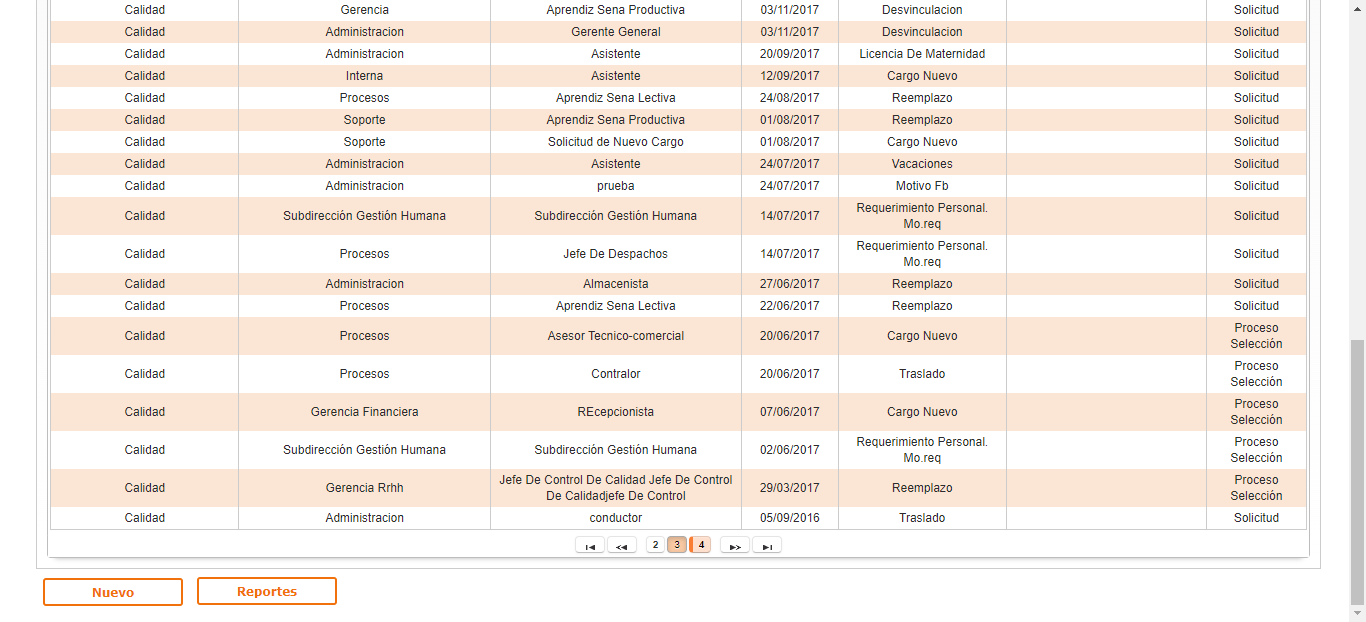 Calidad Gerencia Aprendiz Sena Productiva 03/11/2017 Desvinculacion Solicitud
Calidad Administracion Gerente General 03/11/2017 Desvinculacion Solicitud
Calidad Administracion Asistente 20/09/2017 Licencia De Maternidad Solicitud
Calidad Interna Asistente 12/09/2017 Cargo Nuevo Solicitud
Calidad Procesos Aprendiz Sena Lectiva 24/08/2017 Reemplazo Solicitud
Calidad Soporte Aprendiz Sena Productiva 01/08/2017 Reemplazo Solicitud
Calidad Soporte Solicitud de Nuevo Cargo 01/08/2017 Cargo Nuevo Solicitud
Calidad Administracion Asistente 24/07/2017 Vacaciones Solicitud
Calidad Administracion prueba 24/07/2017 Motivo Fb Solicitud
Calidad Subdirección Gestión Humana Subdirección Gestión Humana 14/07/2017 Requerimiento Personal. Solicitud
Mo.req
Calidad Procesos Jefe De Despachos 14/07/2017 Requerimiento Personal. Solicitud
Mo.req
Calidad Administracion Almacenista 27/06/2017 Reemplazo Solicitud
Calidad Procesos Aprendiz Sena Lectiva 22/06/2017 Reemplazo Solicitud
Calidad Procesos Asesor Tecnico-comercial 20/06/2017 Cargo Nuevo Proceso
Selección
Calidad Procesos Contralor 20/06/2017 Traslado Proceso
Selección
Calidad Gerencia Financiera REcepcionista 07/06/2017 Cargo Nuevo Proceso
Selección
Calidad Subdirección Gestión Humana Subdirección Gestión Humana 02/06/2017 Requerimiento Personal. Proceso
Mo.req Selección
Calidad Gerencia Rrhh Jefe De Control De Calidad Jefe De Control 29/03/2017 Reemplazo Proceso
De Calidadjefe De Control Selección
Calidad Administracion conductor 05/09/2016 Traslado Solicitud
2 3 4
Nuevo Reportes